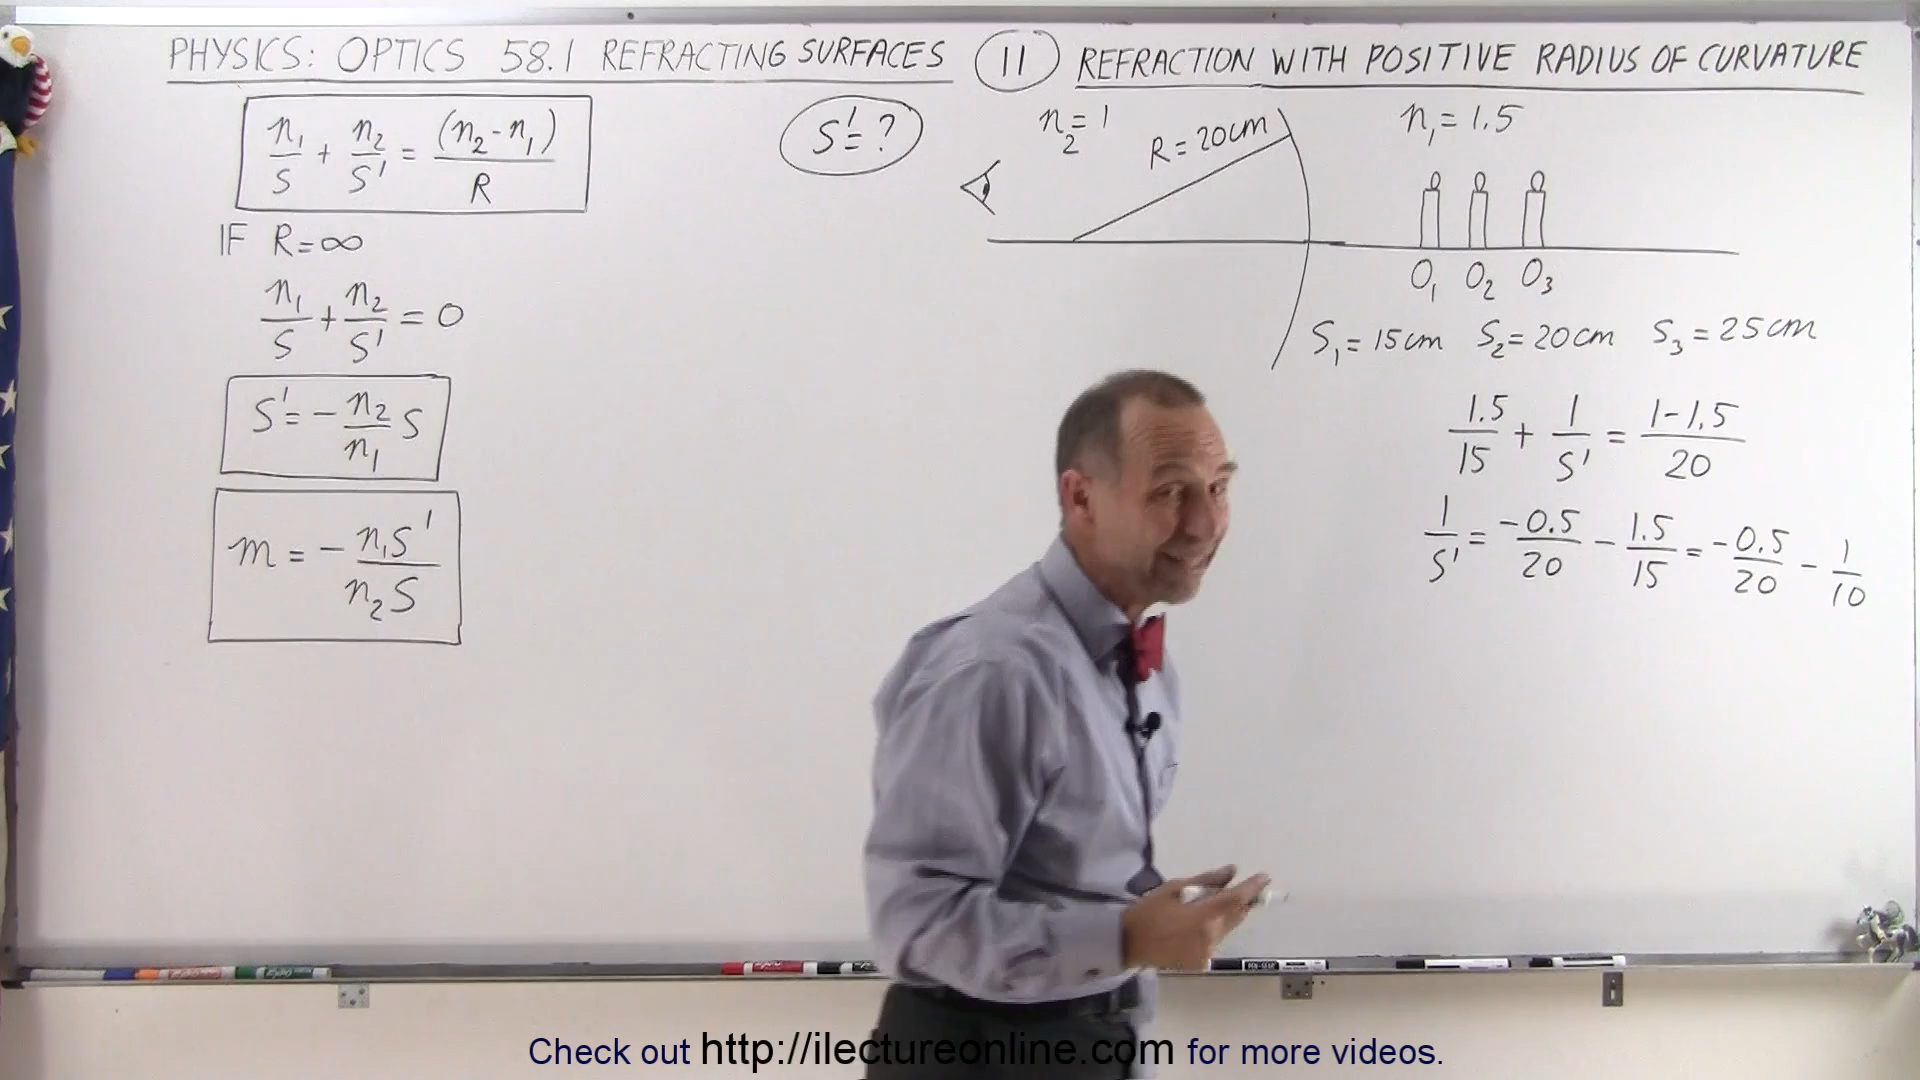 PHYSICS: OPTICS 58.1 REFRACTING SURFACES 11 REFRACTION WITH POSITIVE RADIUS OF CURVATURE
n₁/S + n₂/S' = (n₂-n₁)/R
IF R=∞
n₁/S + n₂/S' = 0
S' = - n₂/n₁ S
m = - n₁S'/n₂S
S' = ?
n₂ = 1
R = 20cm
n₁ = 1.5
O₁ O₂ O₃
S₁ = 15cm S₂ = 20cm S₃ = 25cm
1.5/15 + 1/S' = 1-1.5/20
1/S' = -0.5/20 - 1.5/15 = -0.5/20 - 1/10
Check out http://ilectureonline.com for more videos.